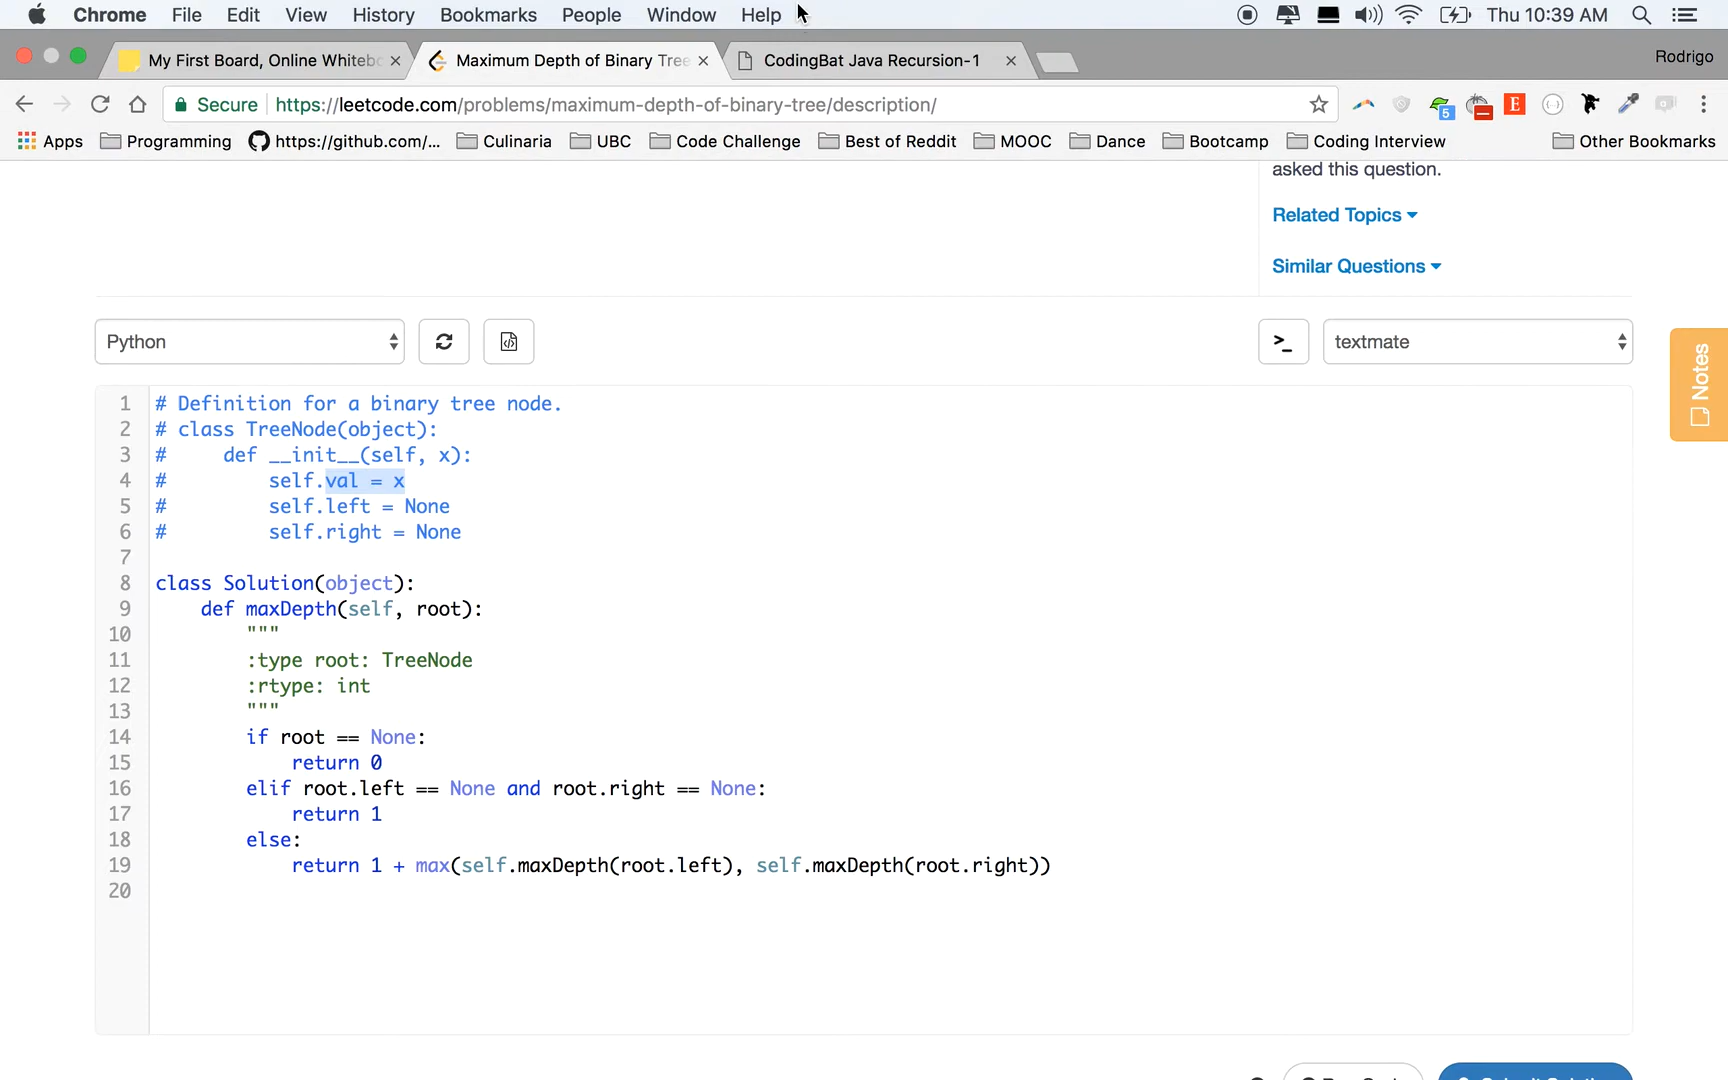 Chrome File Edit View History Bookmarks People Window Help Thu 10:39 AM
My First Board, Online Whiteb Maximum Depth of Binary Tree CodingBat Java Recursion-1 Rodrigo
Secure https://leetcode.com/problems/maximum-depth-of-binary-tree/description/ 5 E
Apps Programming https://github.com/... Culinaria UBC Code Challenge Best of Reddit MOOC Dance Bootcamp Coding Interview Other Bookmarks
asked this question.
Related Topics
Similar Questions
Python >_ textmate
Notes
1 # Definition for a binary tree node.
2 # class TreeNode(object):
3 #     def __init__(self, x):
4 #         self.val = x
5 #         self.left = None
6 #         self.right = None
7
8 class Solution(object):
9     def maxDepth(self, root):
10         """
11         :type root: TreeNode
12         :rtype: int
13         """
14         if root == None:
15             return 0
16         elif root.left == None and root.right == None:
17             return 1
18         else:
19             return 1 + max(self.maxDepth(root.left), self.maxDepth(root.right))
20